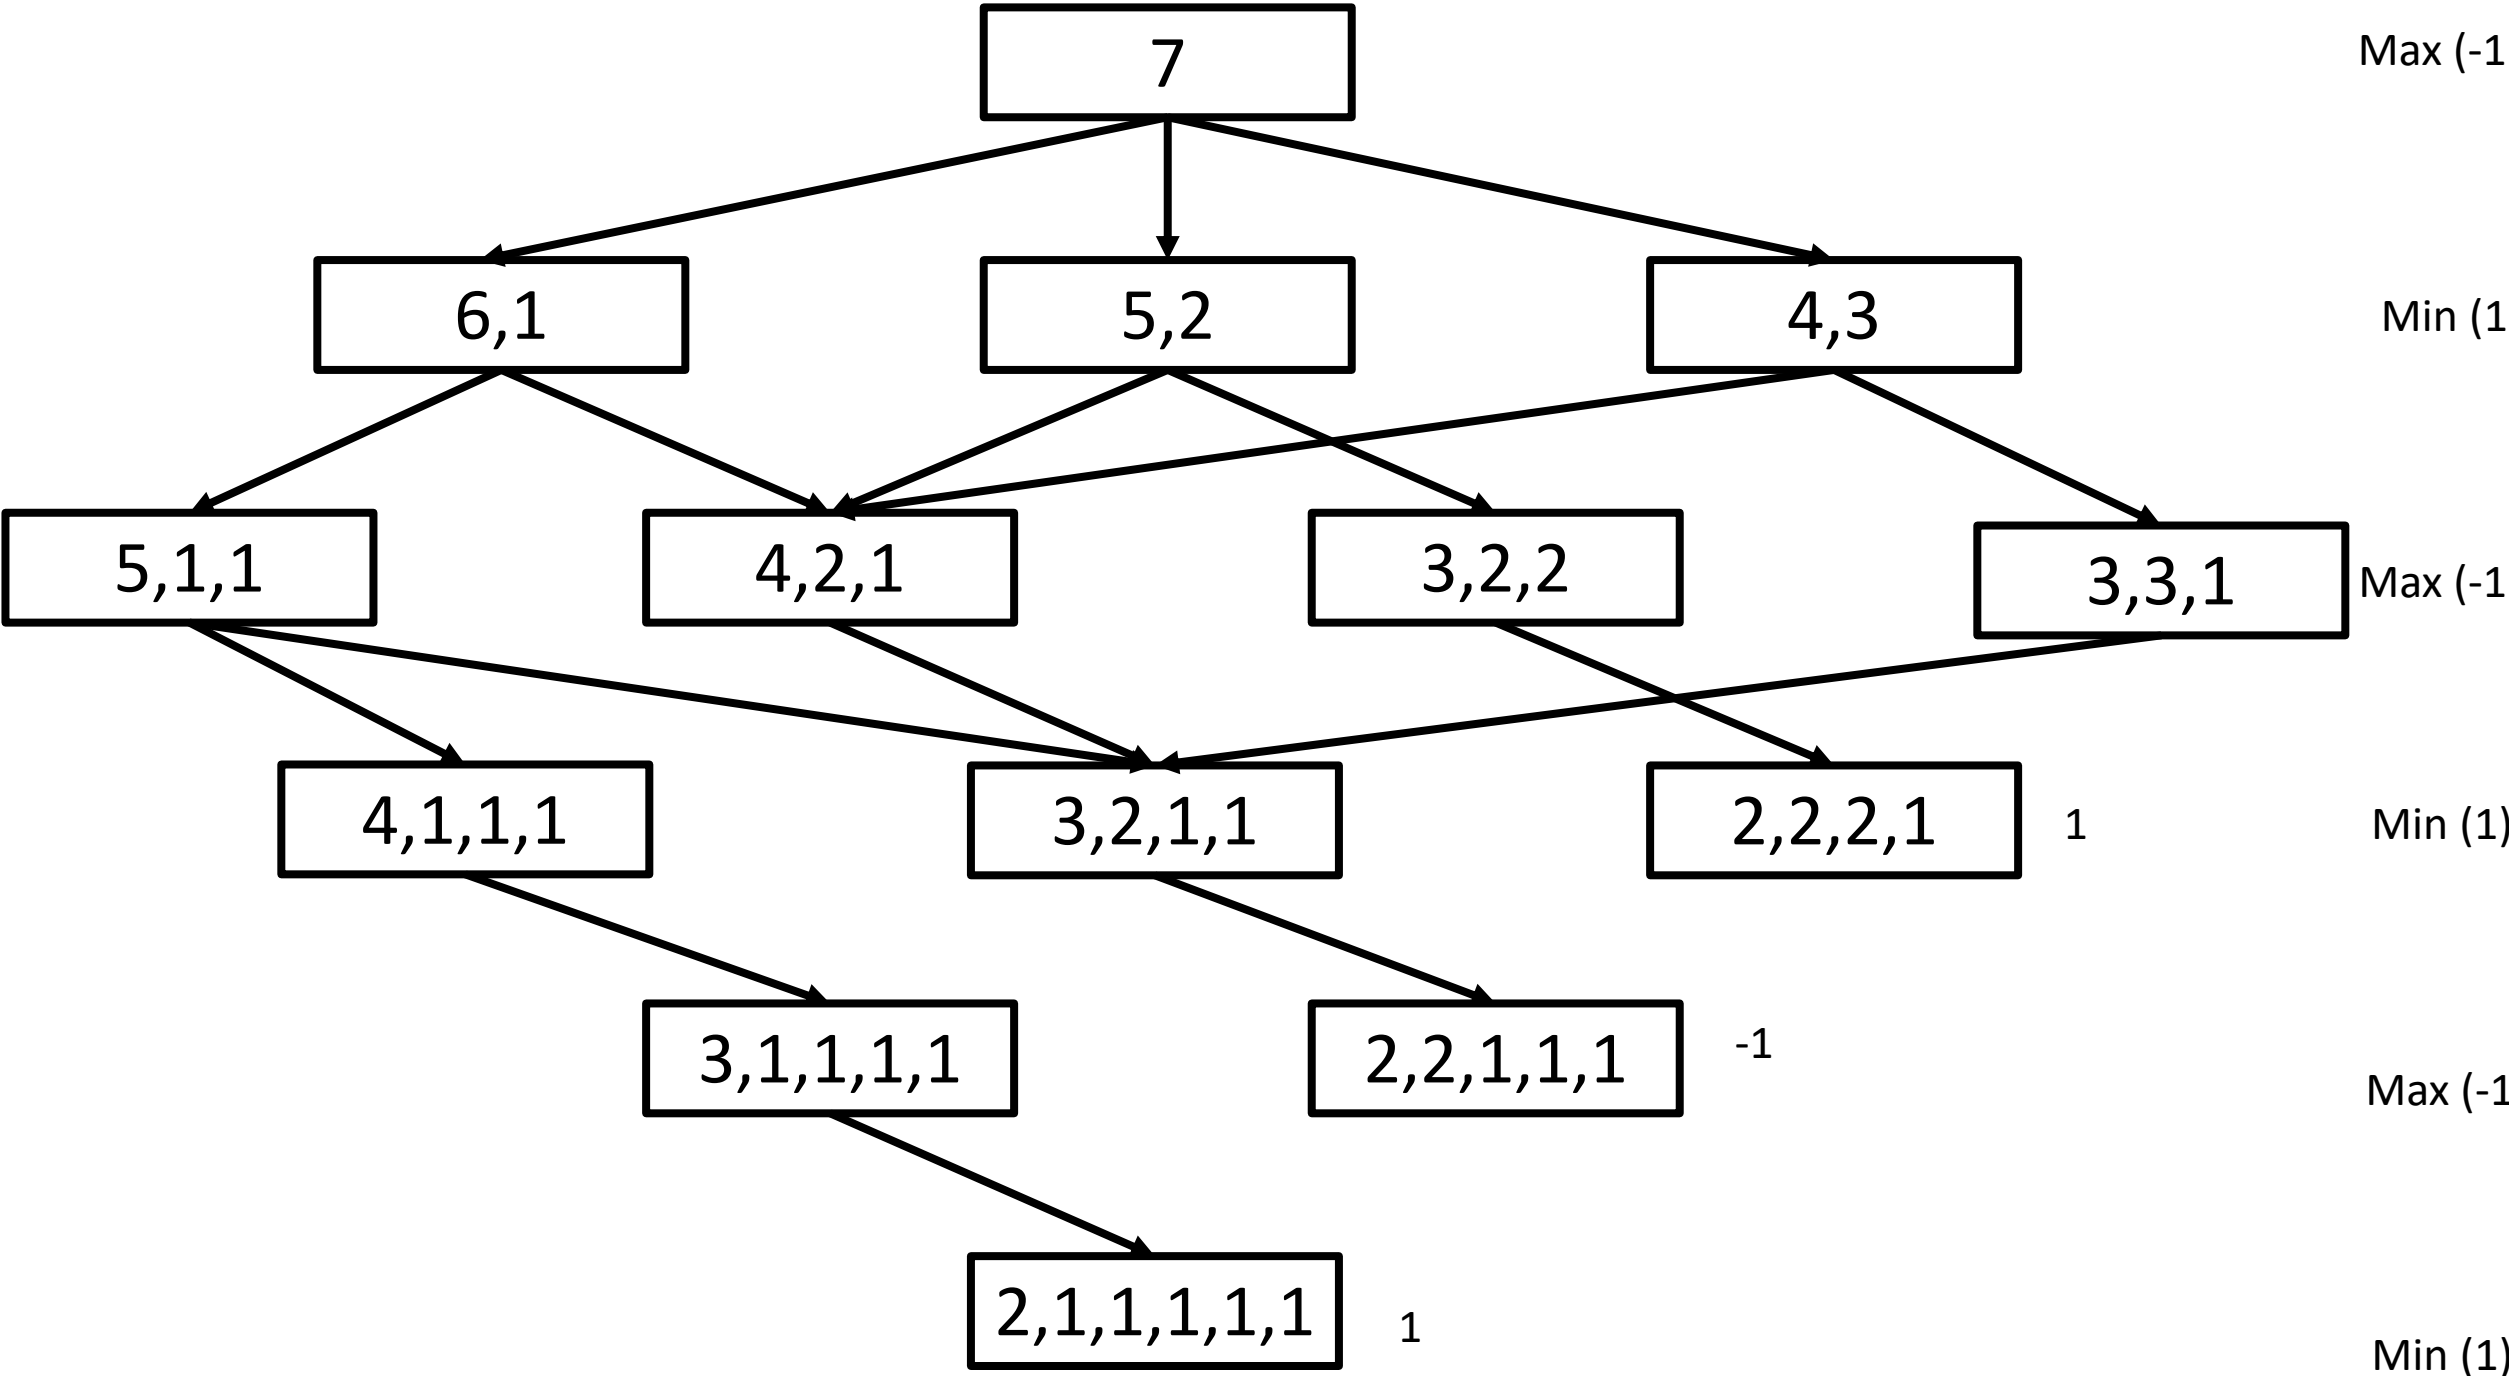 7
Max (-1
6,1
5,2
4,3
Min (1
5,1,1
4,2,1
3,2,2
3,3,1
Max (-1
4,1,1,1
3,2,1,1
2,2,2,1
1
Min (1)
3,1,1,1,1
2,2,1,1,1
-1
Max (-1
2,1,1,1,1,1
1
Min (1)